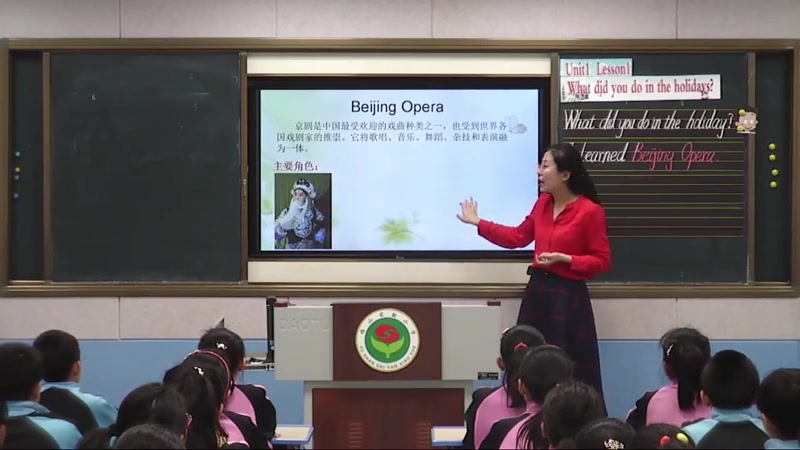 Beijing Opera
京剧是中国最受欢迎的戏曲种类之一，也受到世界各
国戏剧家的推崇。它将歌唱、音乐、舞蹈、杂技和表演融
为一体。
主要角色：
Unit1 Lesson1
What did you do in the holidays?
What did you do in the holiday?
learned Beijing Opera.